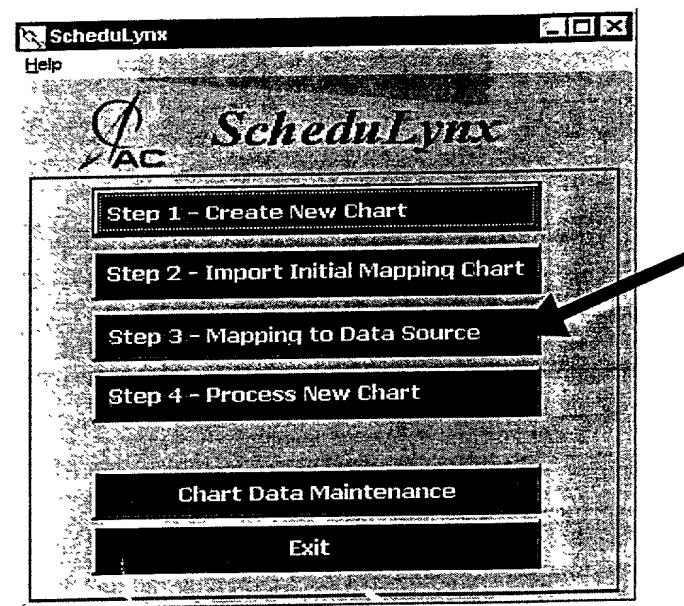 ScheduLynx
Help
AC
ScheduLynx
Step 1 - Create New Chart
Step 2 - Import Initial Mapping Chart
Step 3 - Mapping to Data Source
Step 4 - Process New Chart
Chart Data Maintenance
Exit